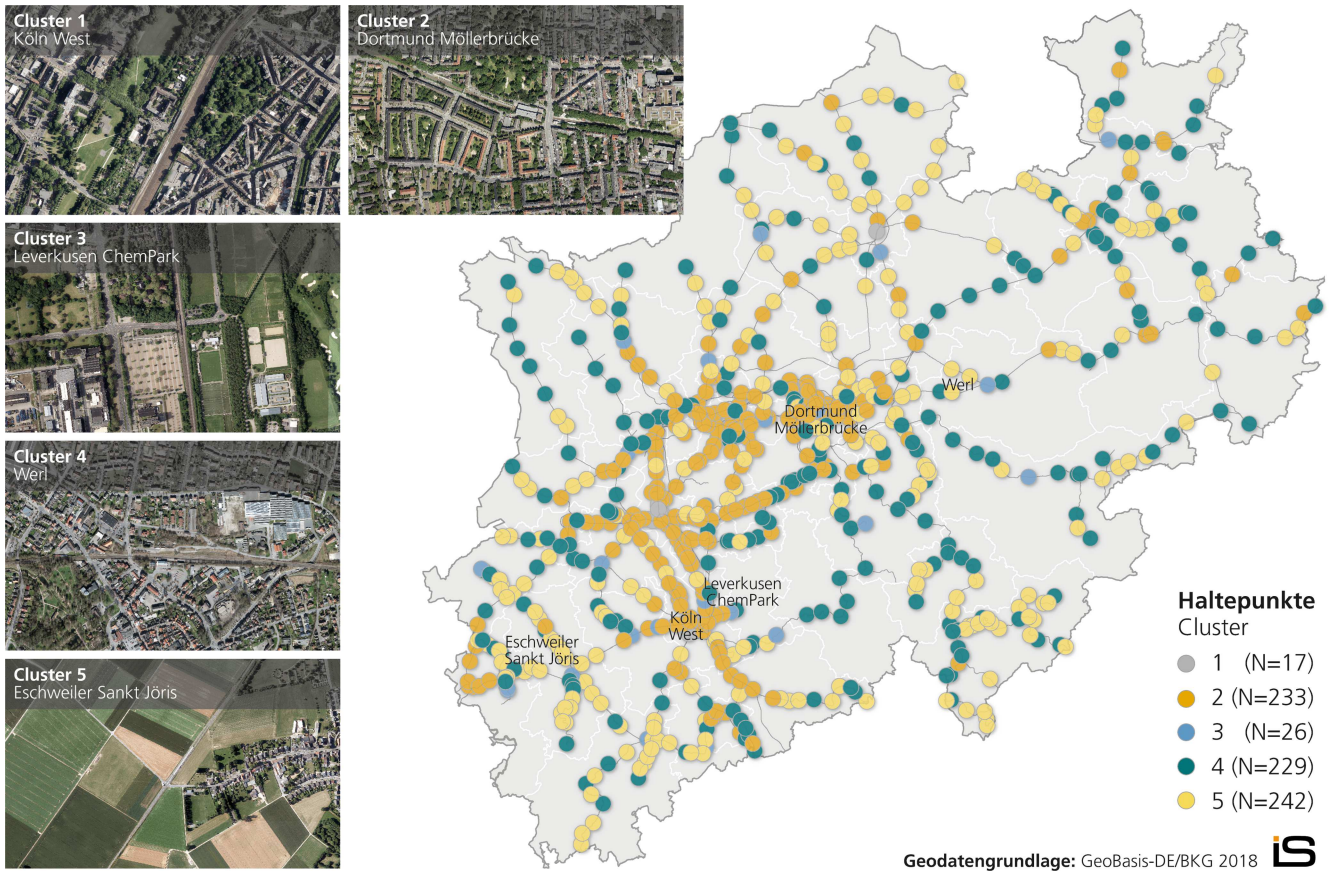 Cluster 1
Köln West
Cluster 2
Dortmund Möllerbrücke
Cluster 3
Leverkusen ChemPark
Cluster 4
Werl
Cluster 5
Eschweiler Sankt Jöris
Werl
Dortmund
Möllerbrücke
Leverkusen
ChemPark
Köln
West
Eschweiler
Sankt Jöris
Haltepunkte
Cluster
1 (N=17)
2 (N=233)
3 (N=26)
4 (N=229)
5 (N=242)
Geodatengrundlage: GeoBasis-DE/BKG 2018
iS